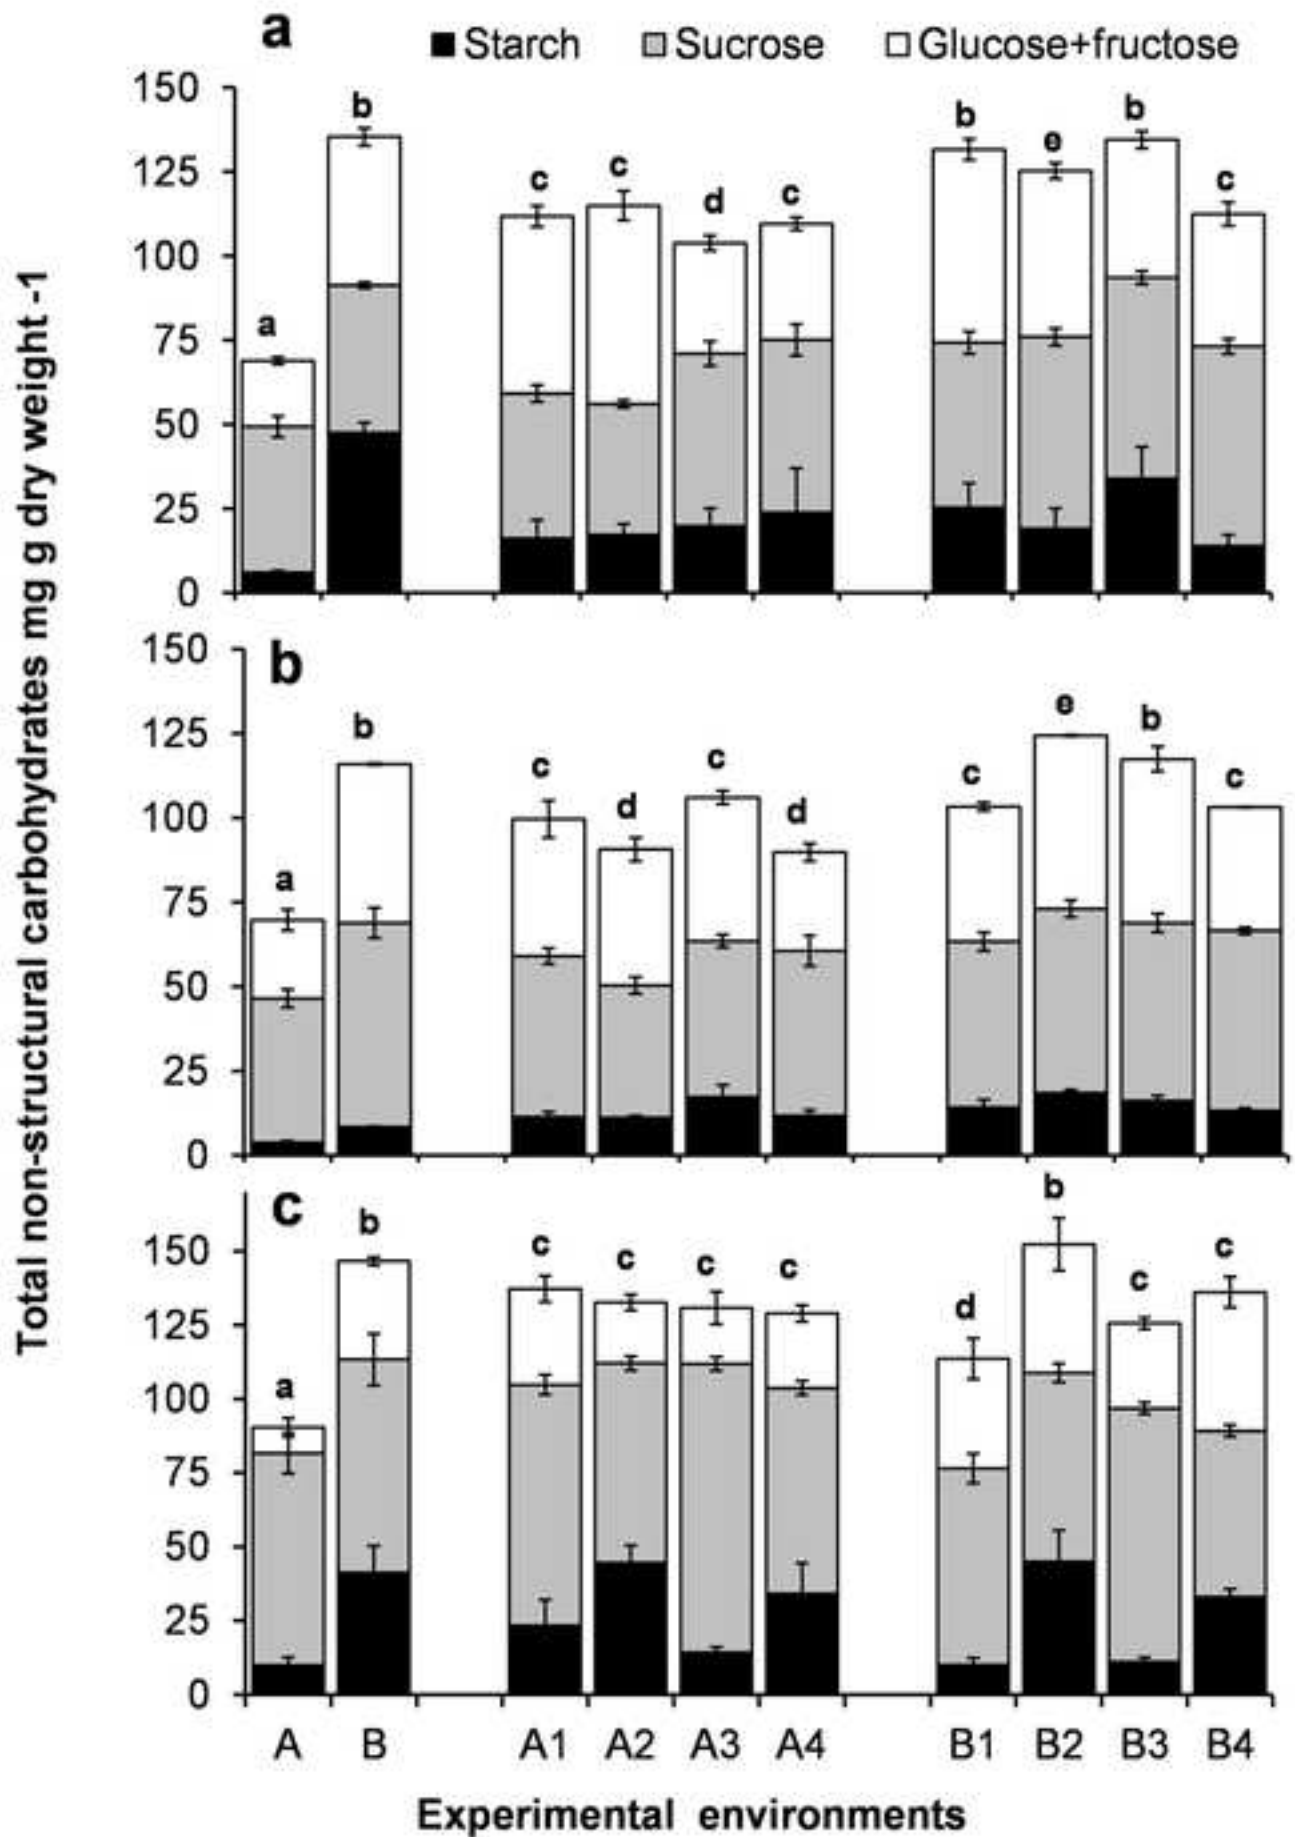 a
Starch Sucrose Glucose+fructose
150
125
100
75
50
25
0
a b c c d c b e b c
b
150
125
100
75
50
25
0
a b c d c d c e b c
c
150
125
100
75
50
25
0
a b c c c c d b c c
A B A1 A2 A3 A4 B1 B2 B3 B4
Experimental environments
Total non-structural carbohydrates mg g dry weight -1